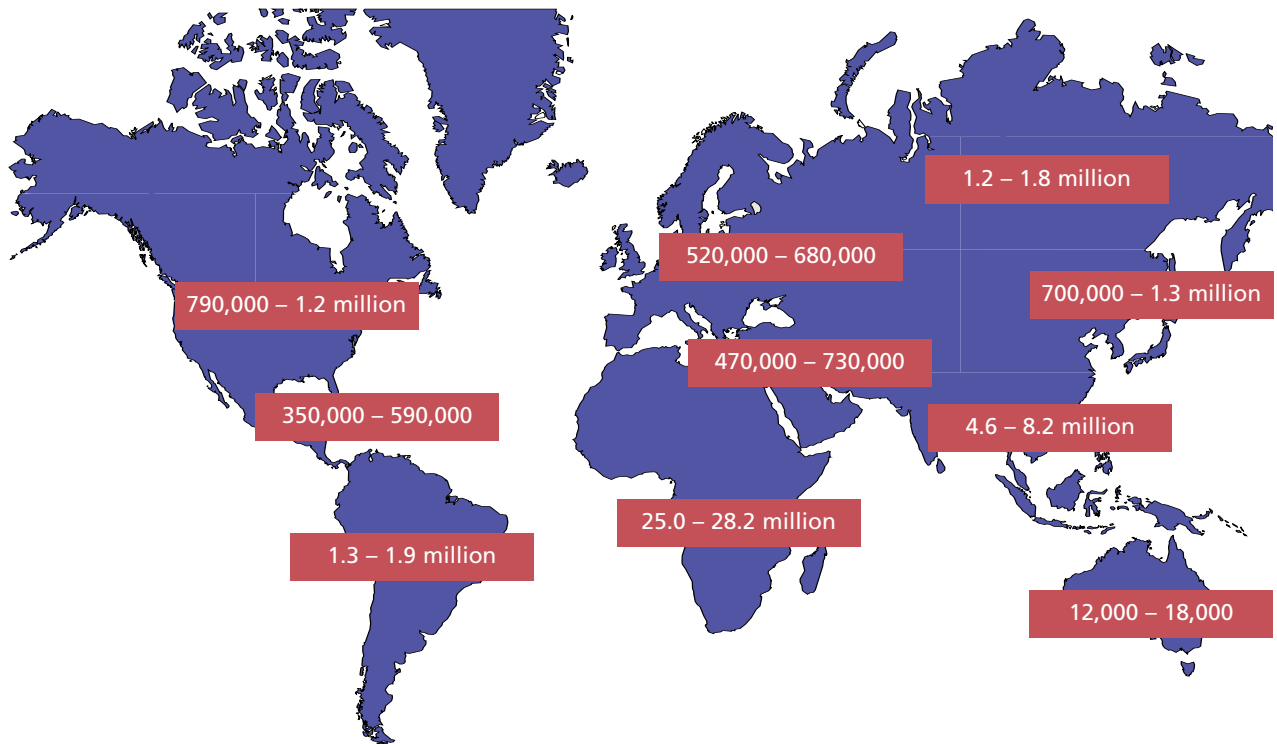 1.2 – 1.8 million
520,000 – 680,000
790,000 – 1.2 million
700,000 – 1.3 million
470,000 – 730,000
350,000 – 590,000
4.6 – 8.2 million
25.0 – 28.2 million
1.3 – 1.9 million
12,000 – 18,000